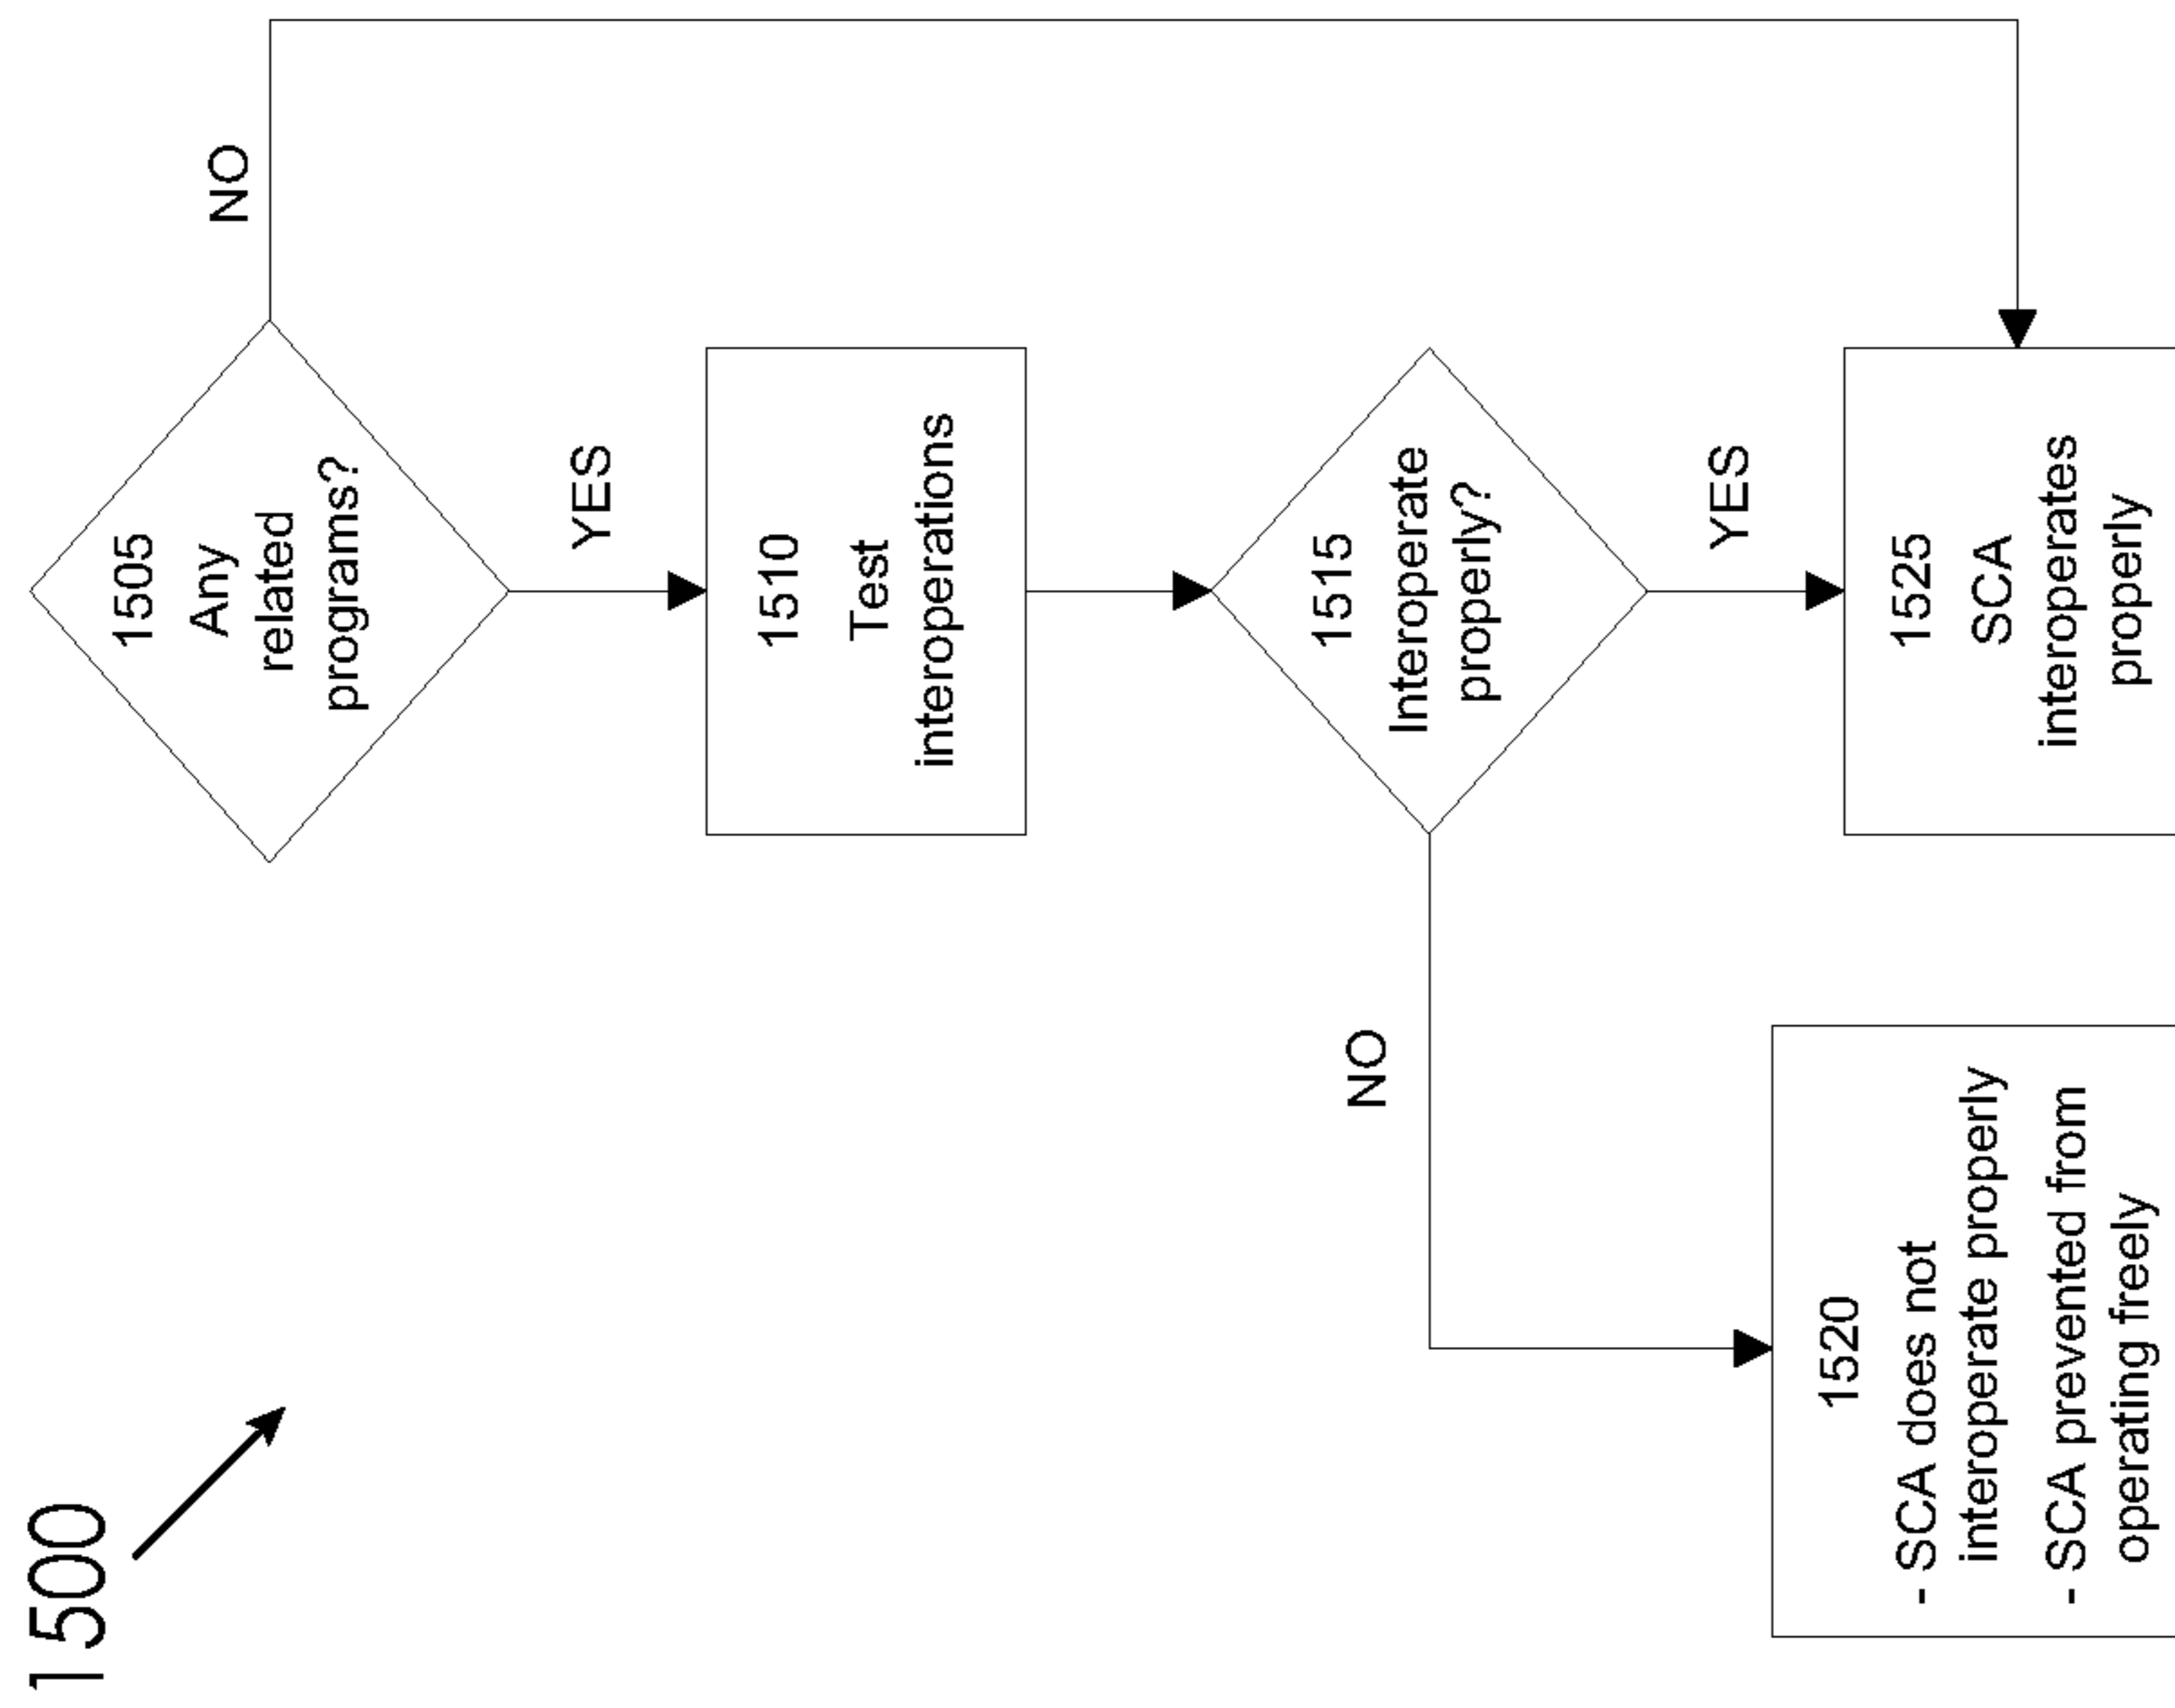 1500
1505
Any
related
programs?
NO
YES
1510
Test
interoperations
1515
Interoperate
properly?
NO
YES
1520
- SCA does not
interoperate properly
- SCA prevented from
operating freely
1525
SCA
interoperates
properly